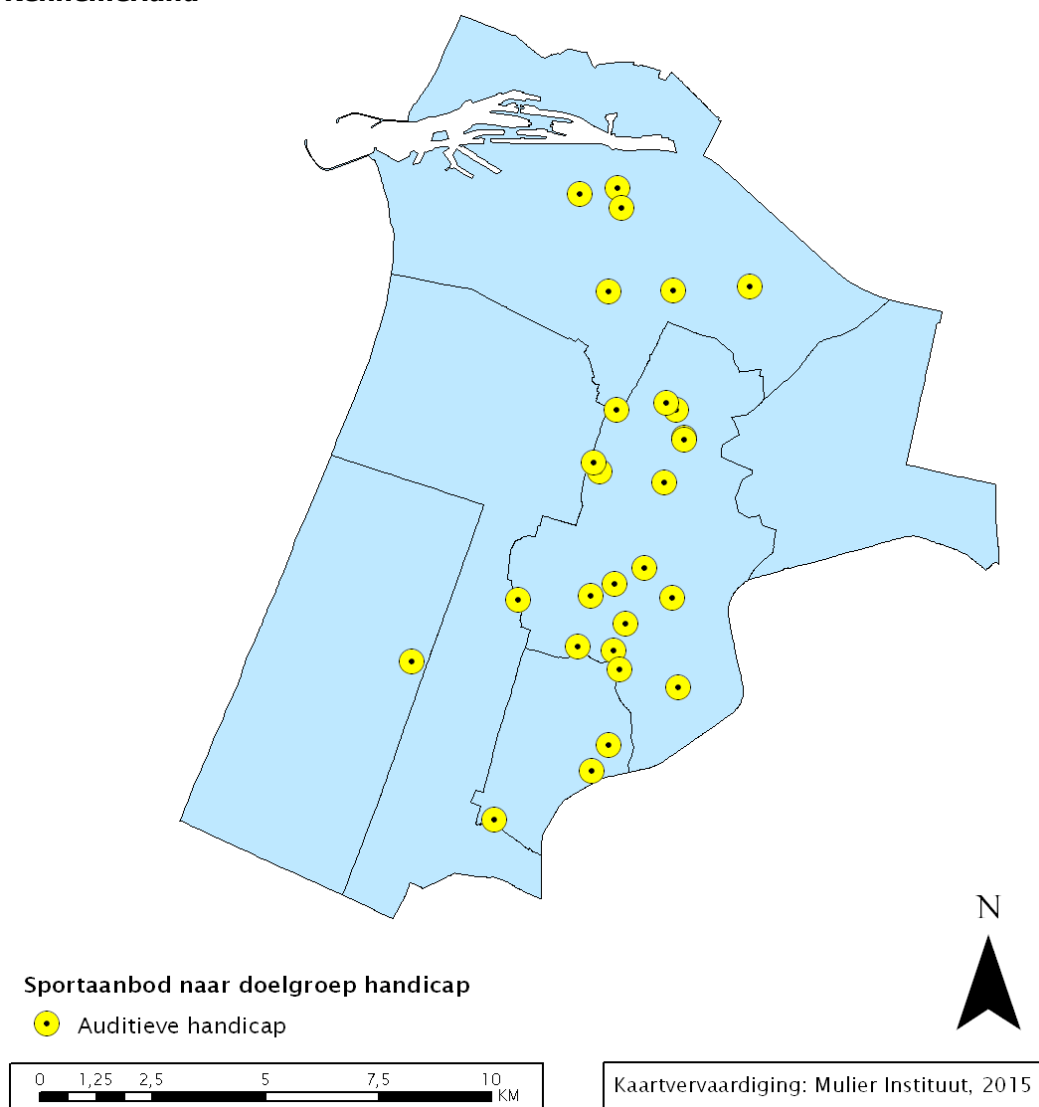 Kennemerland
N
Sportaanbod naar doelgroep handicap
Auditieve handicap
0 1,25 2,5 5 7,5 10
KM
Kaartvervaardiging: Mulier Instituut, 2015